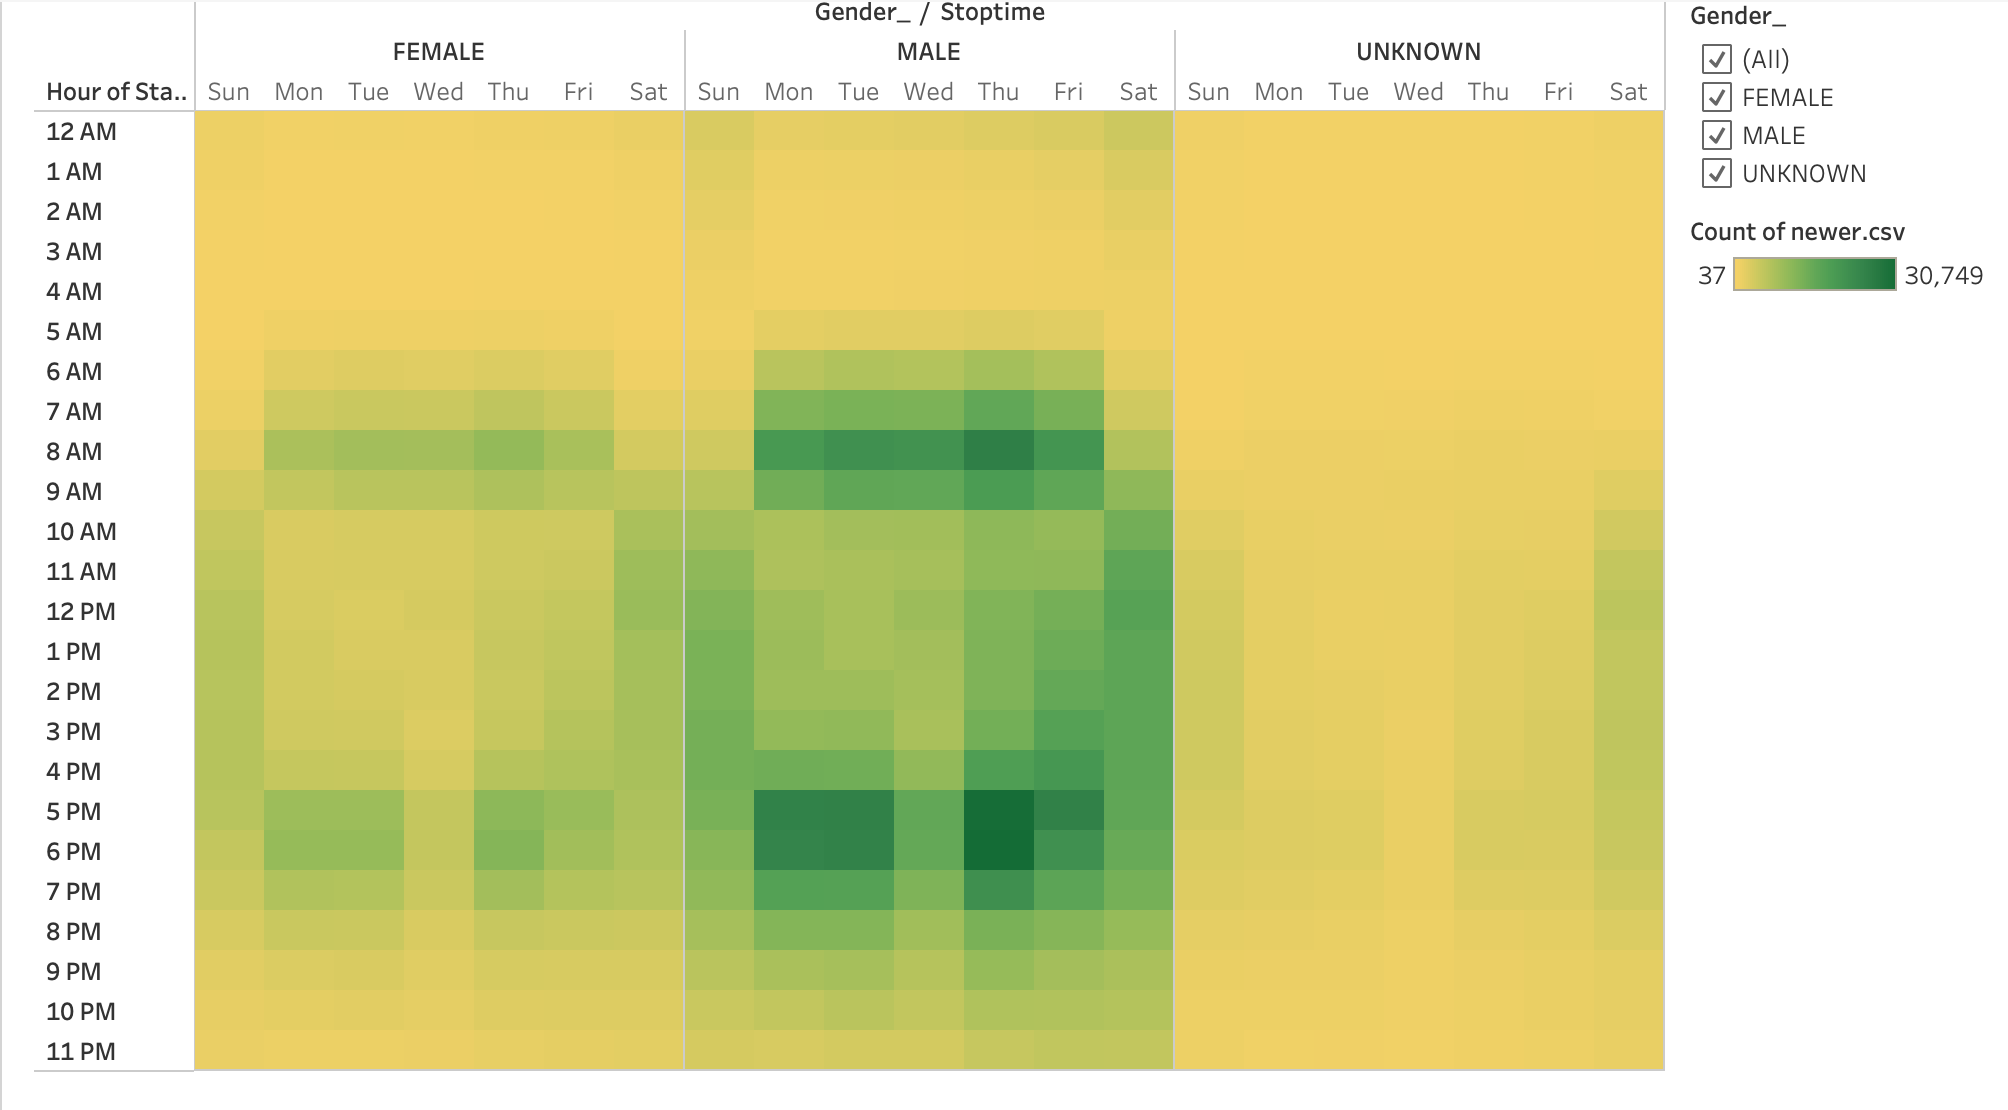 Gender_ / Stoptime
FEMALE MALE UNKNOWN
Hour of Sta.. Sun Mon Tue Wed Thu Fri Sat Sun Mon Tue Wed Thu Fri Sat Sun Mon Tue Wed Thu Fri Sat
12 AM
1 AM
2 AM
3 AM
4 AM
5 AM
6 AM
7 AM
8 AM
9 AM
10 AM
11 AM
12 PM
1 PM
2 PM
3 PM
4 PM
5 PM
6 PM
7 PM
8 PM
9 PM
10 PM
11 PM
Gender_
(All)
FEMALE
MALE
UNKNOWN
Count of newer.csv
37 30,749